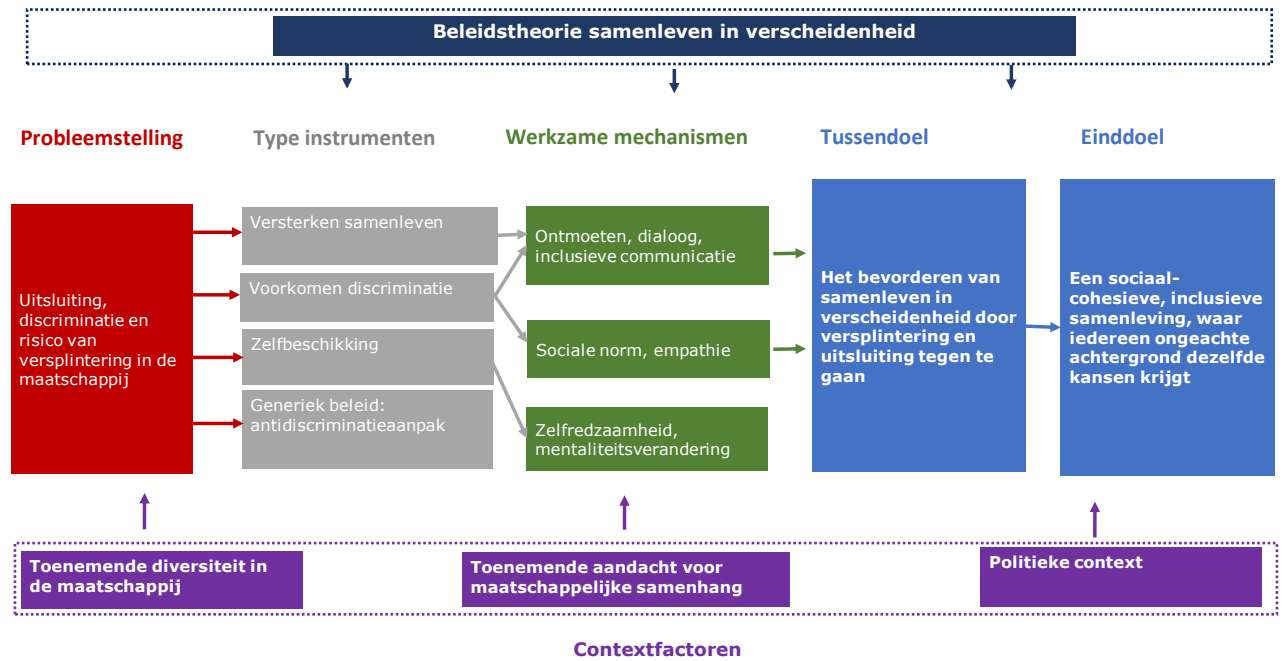 Beleidstheorie samenleven in verscheidenheid
Probleemstelling
Type instrumenten
Werkzame mechanismen
Tussendoel
Einddoel
Uitsluiting,
discriminatie en
risico van
versplintering in de
maatschappij
Versterken samenleven
Voorkomen discriminatie
Zelfbeschikking
Generiek beleid:
antidiscriminatieaanpak
Ontmoeten, dialoog,
inclusieve communicatie
Sociale norm, empathie
Zelfredzaamheid,
mentaliteitsverandering
Het bevorderen van
samenleven in
verscheidenheid door
versplintering en
uitsluiting tegen te
gaan
Een sociaal-
cohesieve, inclusieve
samenleving, waar
iedereen ongeachte
achtergrond dezelfde
kansen krijgt
Toenemende diversiteit in
de maatschappij
Toenemende aandacht voor
maatschappelijke samenhang
Politieke context
Contextfactoren